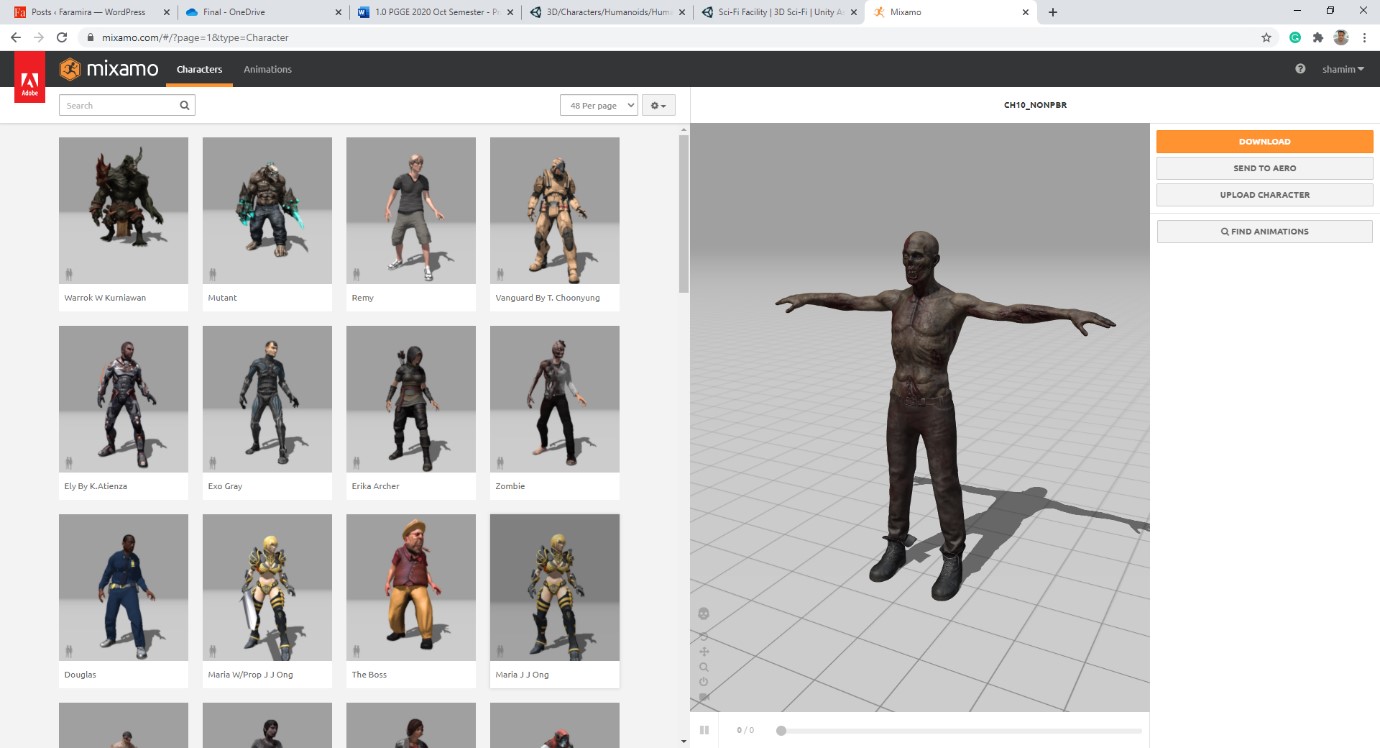 Posts ‹ Faramira — WordPress
Final - OneDrive
1.0 PGGE 2020 Oct Semester - P
3D/Characters/Humanoids/Hum
Sci-Fi Facility | 3D Sci-Fi | Unity A
Mixamo
mixamo.com/#/?page=1&type=Character
Adobe
mixamo
Characters
Animations
shamim
Search
48 Per page
CH10_NONPBR
DOWNLOAD
SEND TO AERO
UPLOAD CHARACTER
FIND ANIMATIONS
Warrok W Kurniawan
Mutant
Remy
Vanguard By T. Choonyung
Ely By K.Atienza
Exo Gray
Erika Archer
Zombie
Douglas
Maria W/Prop J J Ong
The Boss
Maria J J Ong
0 / 0